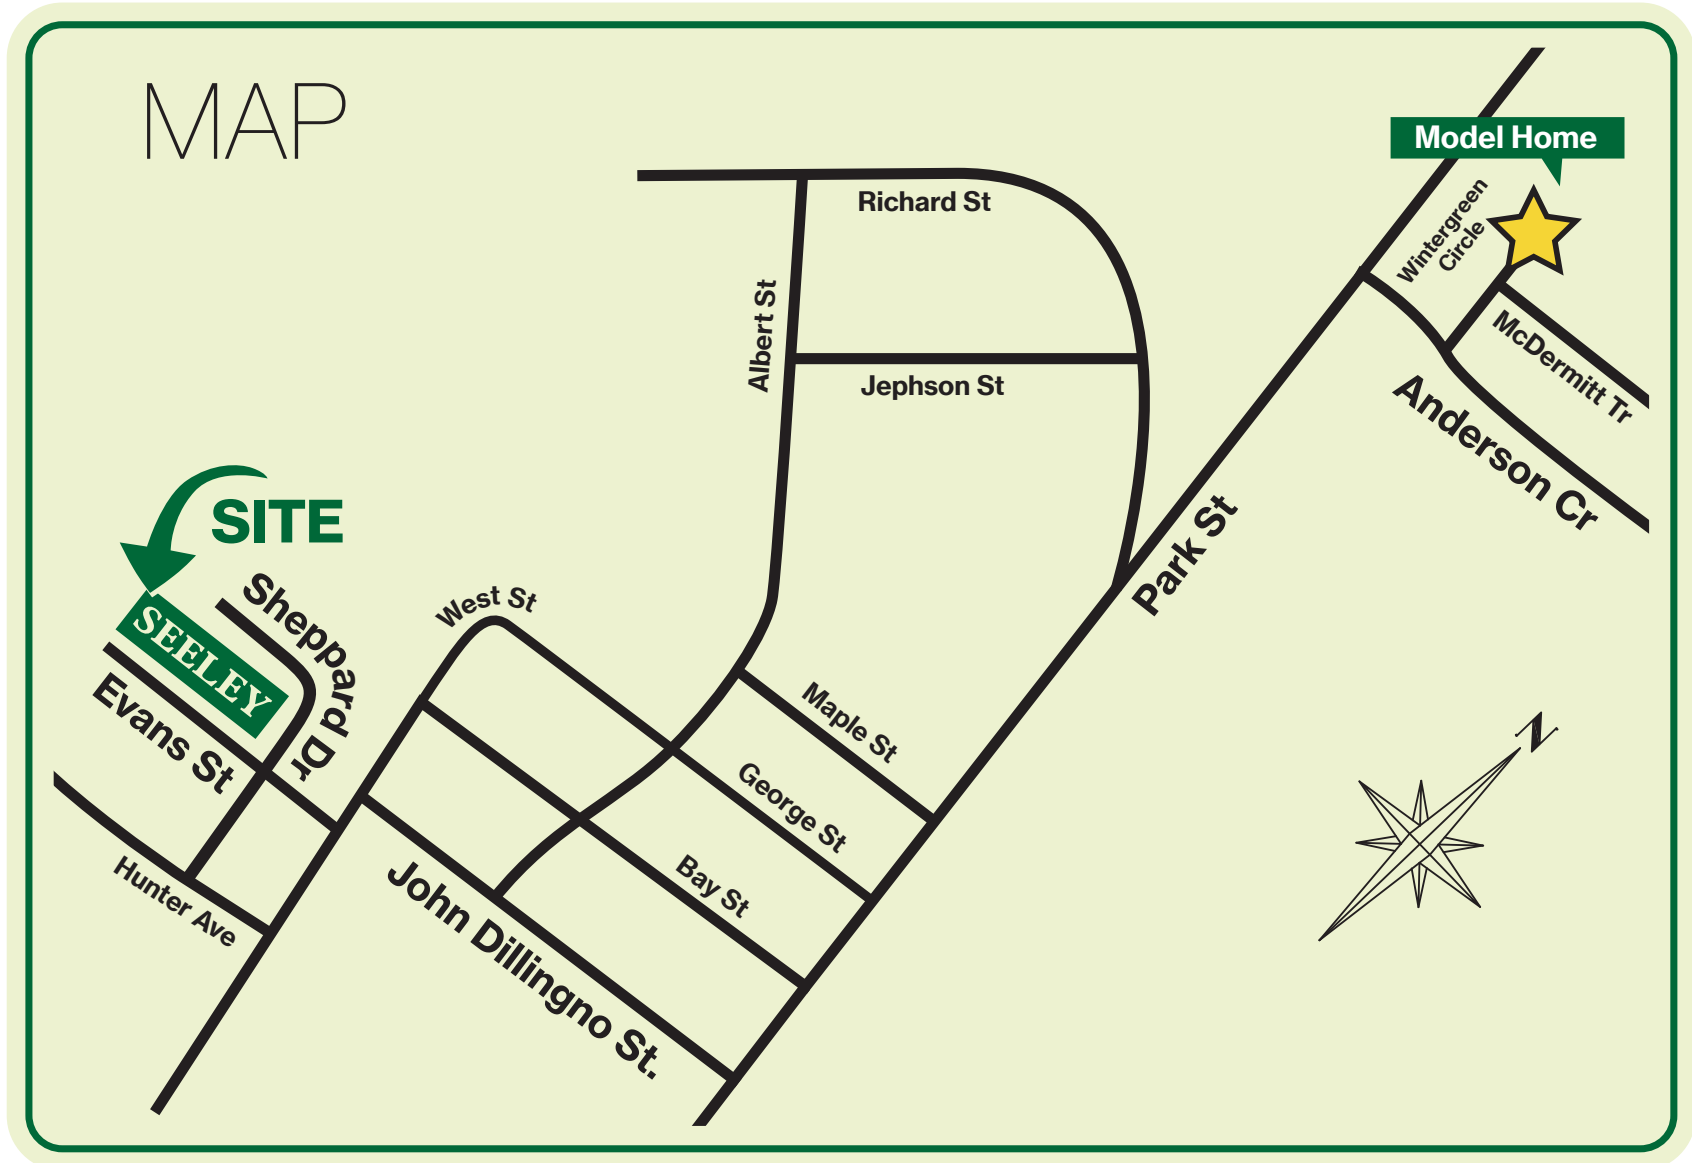 MAP
Model Home
Wintergreen
Circle
Richard St
Albert St
McDermitt Tr
Jephson St
Anderson Cr
SITE
Park St
Sheppard Dr
West St
SEELEY
Evans St
Maple St
N
George St
Bay St
Hunter Ave
John Dillingno St.